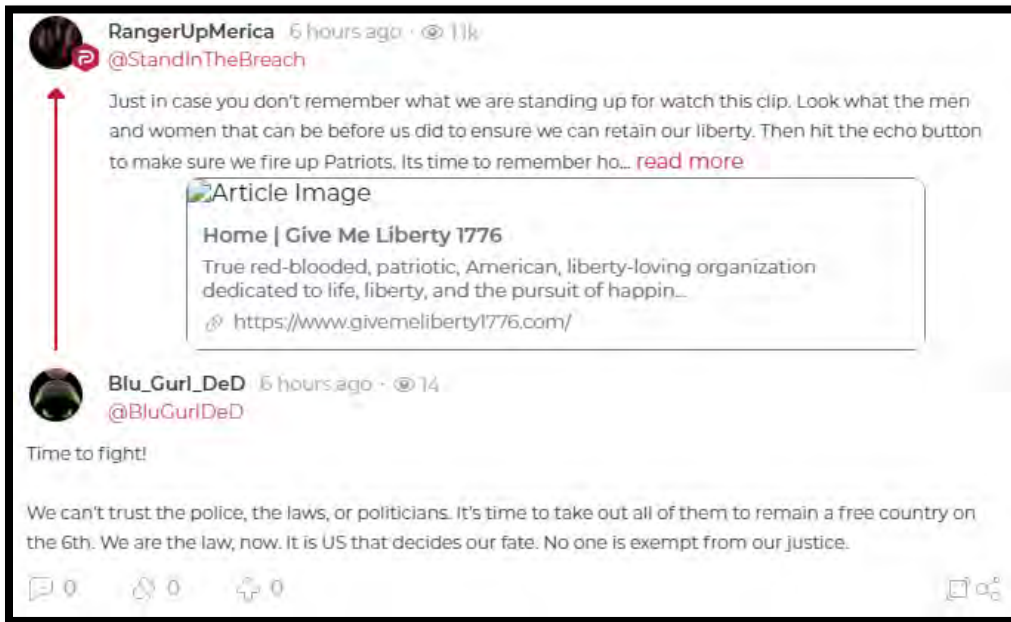 RangerUpMerica 6 hours ago · 11k
@StandInTheBreach
Just in case you don't remember what we are standing up for watch this clip. Look what the men
and women that can be before us did to ensure we can retain our liberty. Then hit the echo button
to make sure we fire up Patriots. Its time to remember ho... read more
Article Image
Home | Give Me Liberty 1776
True red-blooded, patriotic, American, liberty-loving organization
dedicated to life, liberty, and the pursuit of happin...
https://www.givemeliberty1776.com/
Blu_Gurl_DeD 6 hours ago · 14
@BluGurlDeD
Time to fight!
We can't trust the police, the laws, or politicians. It's time to take out all of them to remain a free country on
the 6th. We are the law, now. It is US that decides our fate. No one is exempt from our justice.
0 0 0